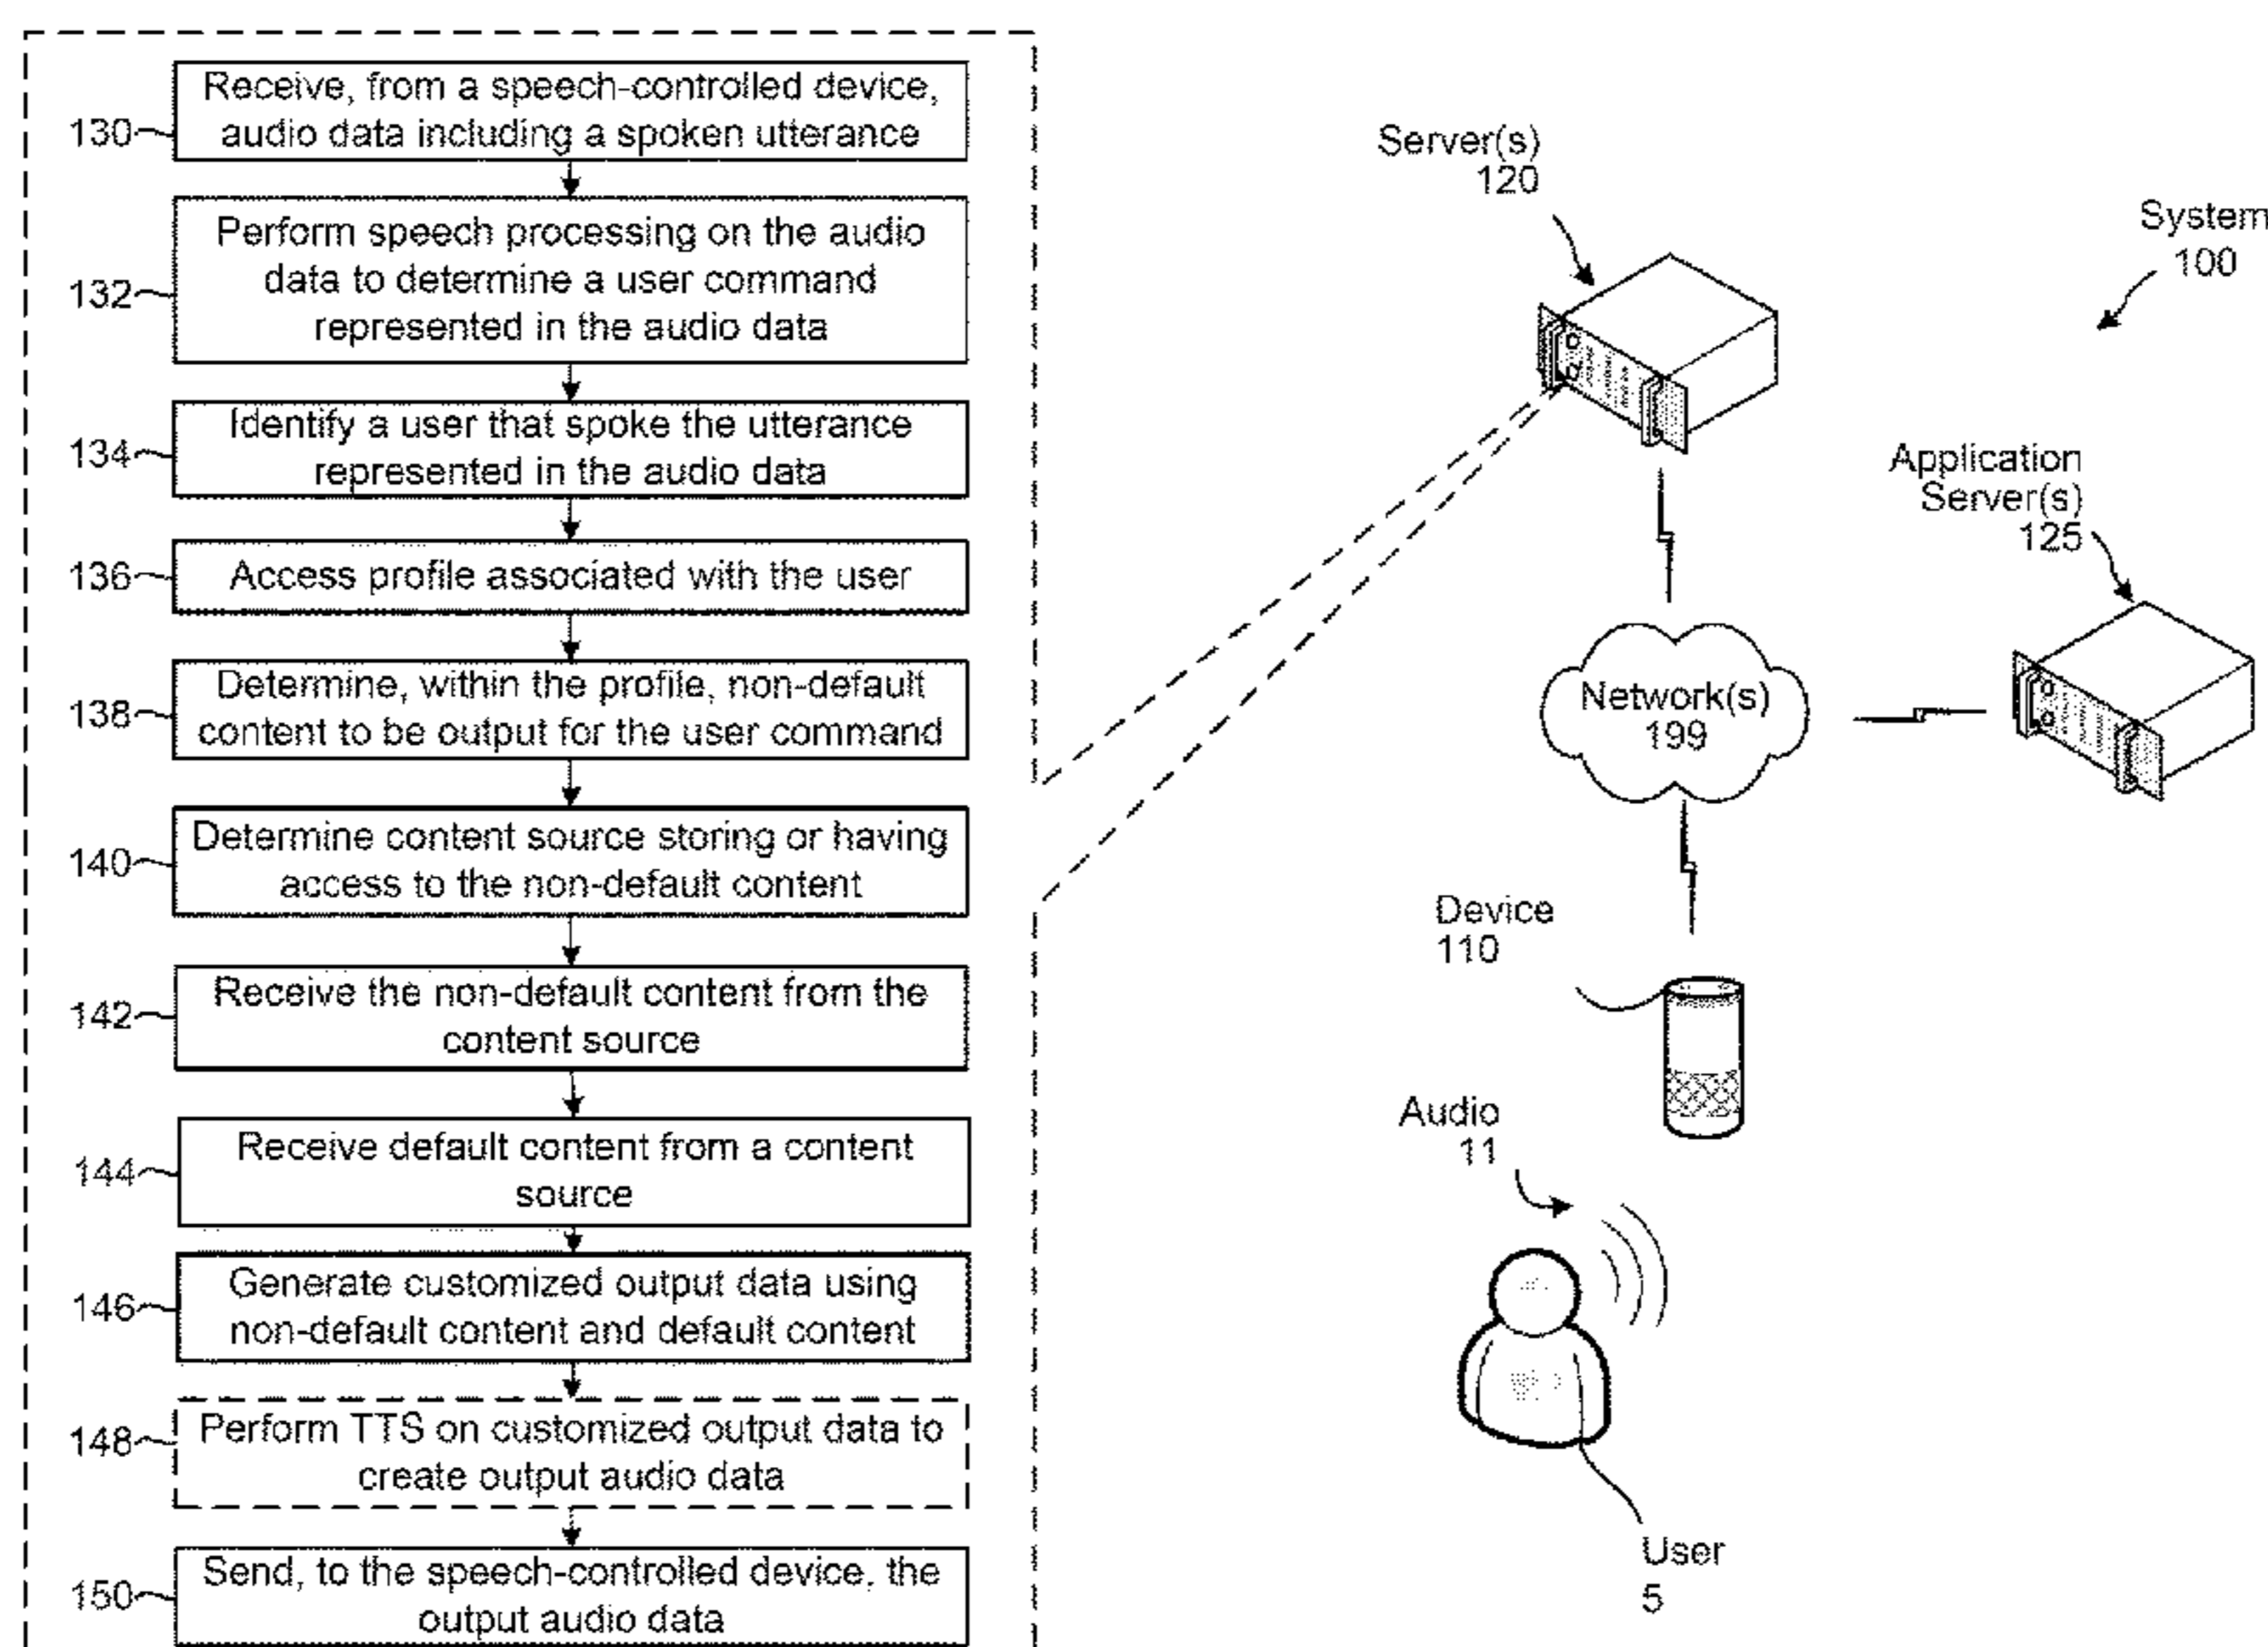 Receive, from a speech-controlled device,
audio data including a spoken utterance
130
Perform speech processing on the audio
data to determine a user command
represented in the audio data
132
Identify a user that spoke the utterance
represented in the audio data
134
Access profile associated with the user
136
Determine, within the profile, non-default
content to be output for the user command
138
Determine content source storing or having
access to the non-default content
140
Receive the non-default content from the
content source
142
Receive default content from a content
source
144
Generate customized output data using
non-default content and default content
146
Perform TTS on customized output data to
create output audio data
148
Send, to the speech-controlled device, the
output audio data
150
Server(s)
120
System
100
Application
Server(s)
125
Network(s)
199
Device
110
Audio
11
User
5